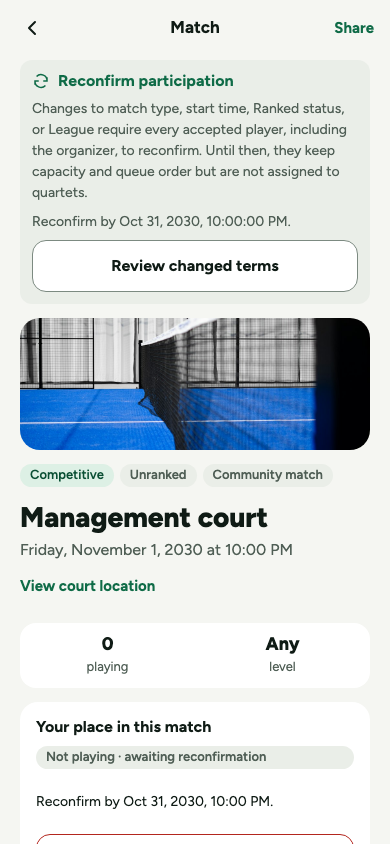 Match
Share
Reconfirm participation
Changes to match type, start time, Ranked status,
or League require every accepted player, including
the organizer, to reconfirm. Until then, they keep
capacity and queue order but are not assigned to
quartets.
Reconfirm by Oct 31, 2030, 10:00:00 PM.
Review changed terms
Competitive
Unranked
Community match
Management court
Friday, November 1, 2030 at 10:00 PM
View court location
0
playing
Any
level
Your place in this match
Not playing · awaiting reconfirmation
Reconfirm by Oct 31, 2030, 10:00 PM.